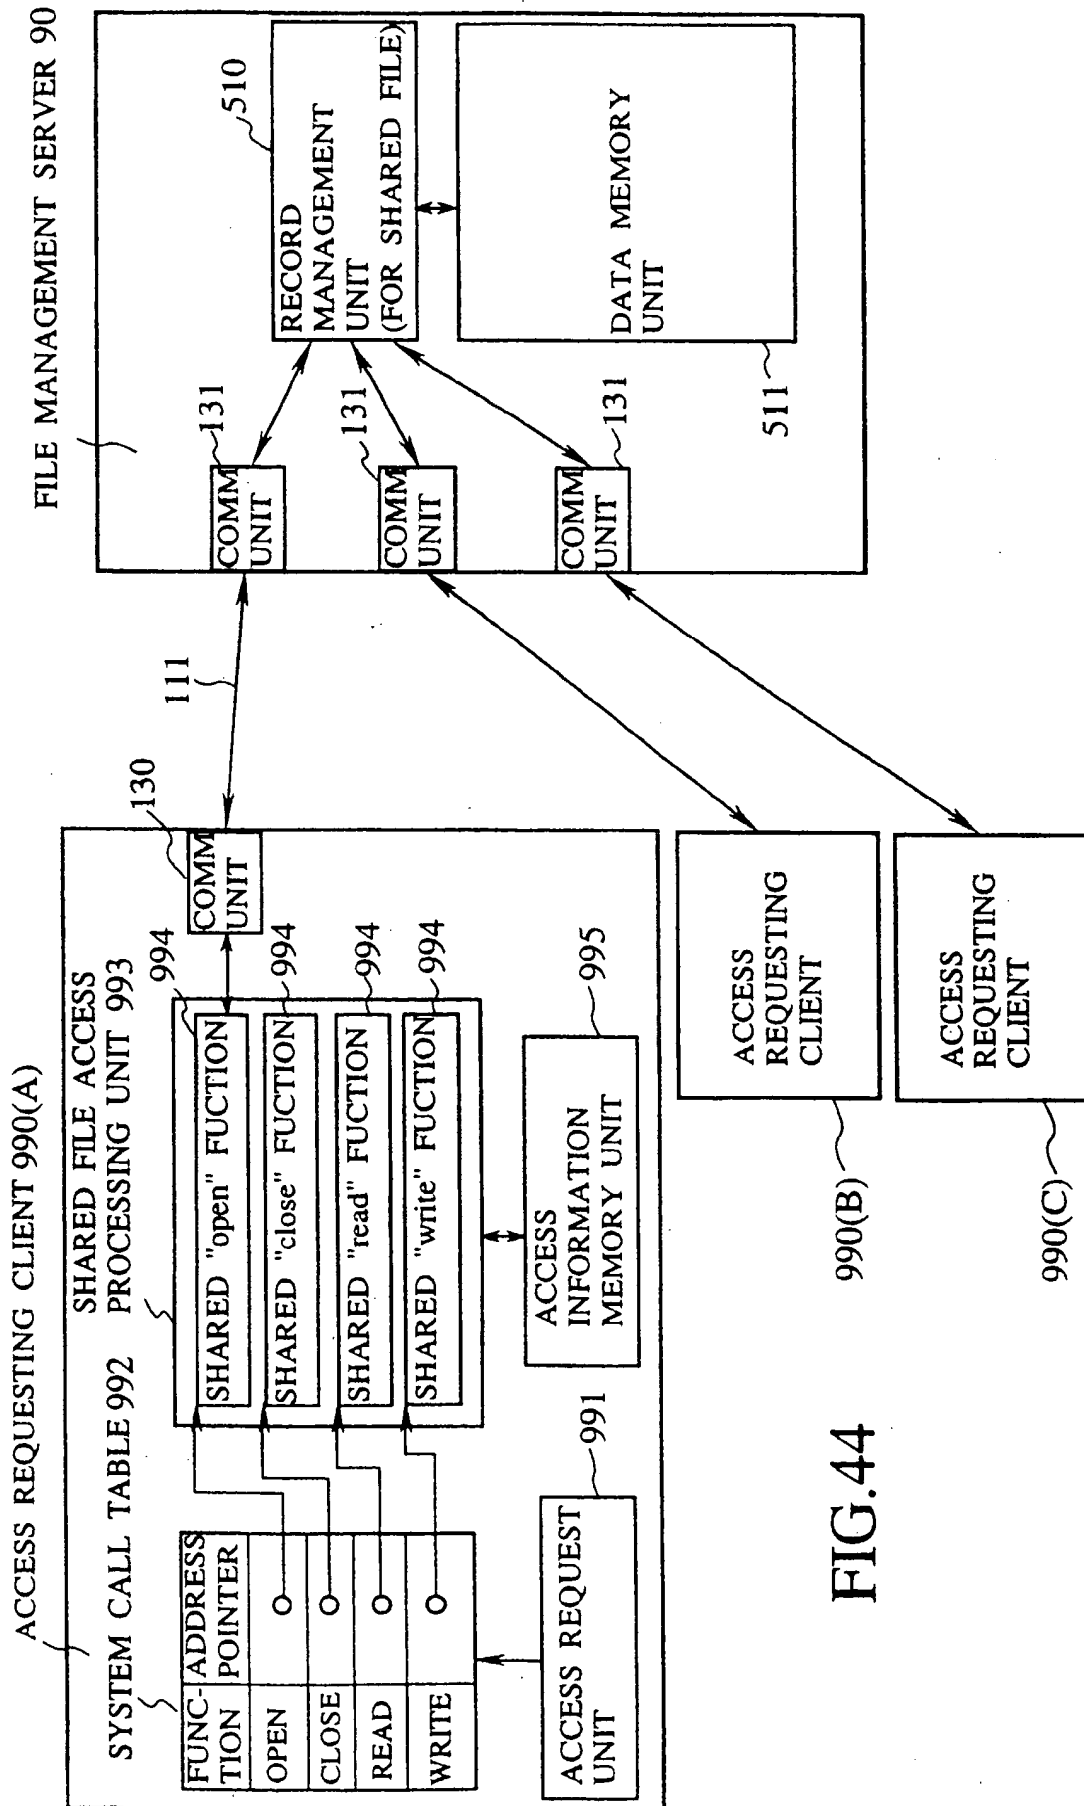 ACCESS REQUESTING CLIENT 990(A)
SYSTEM CALL TABLE 992
FUNC-
TION
ADDRESS
POINTER
OPEN
CLOSE
READ
WRITE
ACCESS REQUEST
UNIT
991
SHARED FILE ACCESS
PROCESSING UNIT 993
SHARED "open" FUCTION
994
SHARED "close" FUCTION
994
SHARED "read" FUCTION
994
SHARED "write" FUCTION
994
ACCESS
INFORMATION
MEMORY UNIT
995
COMM
UNIT
130
111
ACCESS
REQUESTING
CLIENT
990(B)
ACCESS
REQUESTING
CLIENT
990(C)
FILE MANAGEMENT SERVER 90
COMM
UNIT
131
COMM
UNIT
131
COMM
UNIT
131
RECORD
MANAGEMENT
UNIT
(FOR SHARED FILE)
510
DATA MEMORY
UNIT
511
FIG.44